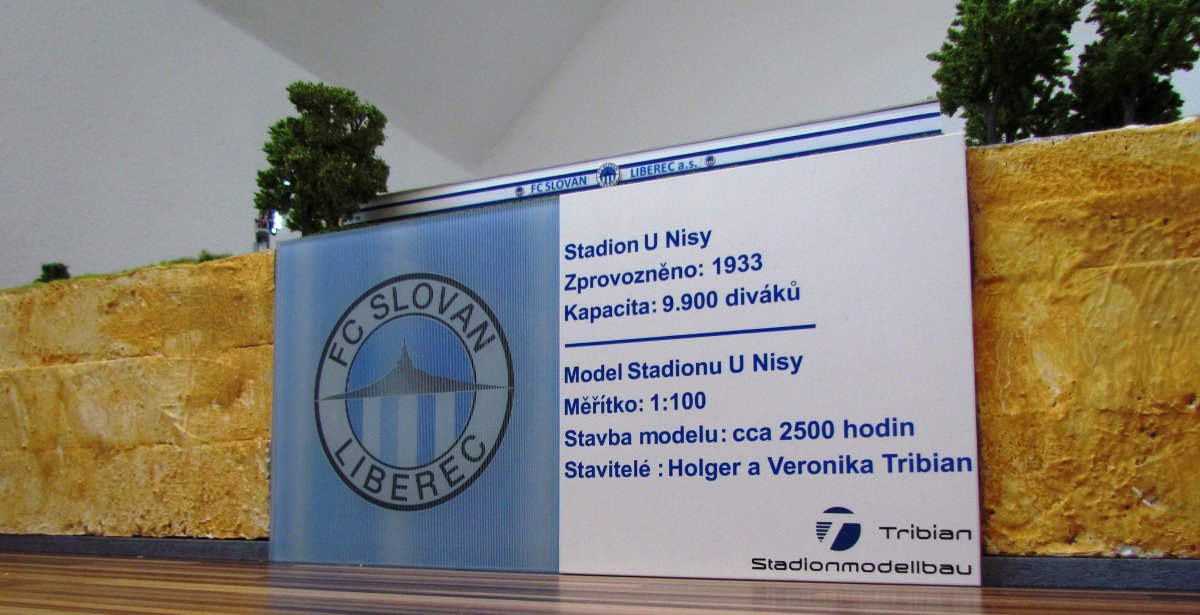 FC SLOVAN LIBEREC a.s.
FC SLOVAN
LIBEREC
Stadion U Nisy
Zprovozněno: 1933
Kapacita: 9.900 diváků
Model Stadionu U Nisy
Měřítko: 1:100
Stavba modelu: cca 2500 hodin
Stavitelé : Holger a Veronika Tribian
Tribian
Stadionmodellbau